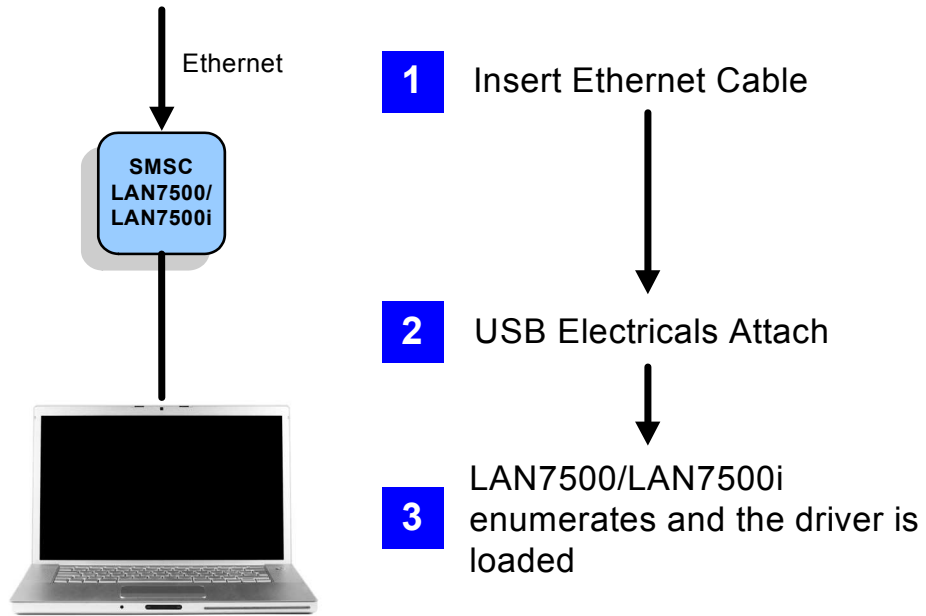 Ethernet
SMSC
LAN7500/
LAN7500i
1
Insert Ethernet Cable
2
USB Electricals Attach
3
LAN7500/LAN7500i
enumerates and the driver is
loaded